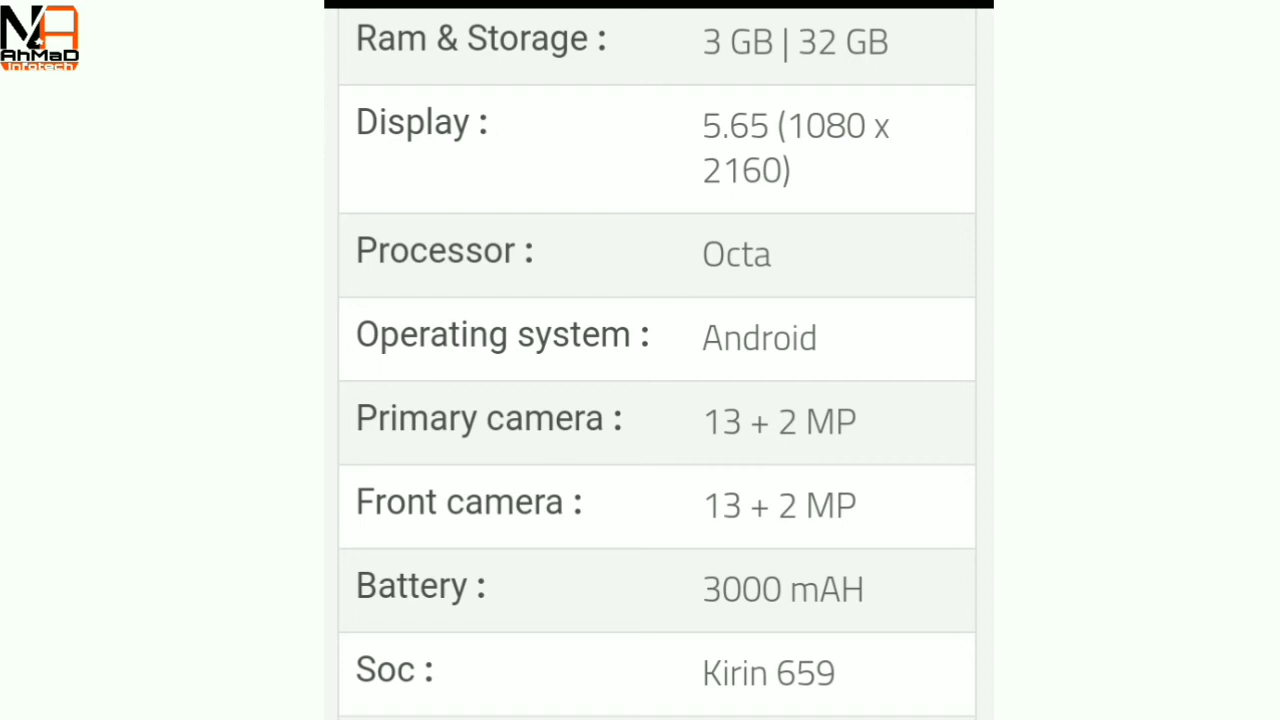 AhMaD
Infotech
Ram & Storage : 3 GB | 32 GB
Display : 5.65 (1080 x
2160)
Processor : Octa
Operating system : Android
Primary camera : 13 + 2 MP
Front camera : 13 + 2 MP
Battery : 3000 mAH
Soc : Kirin 659